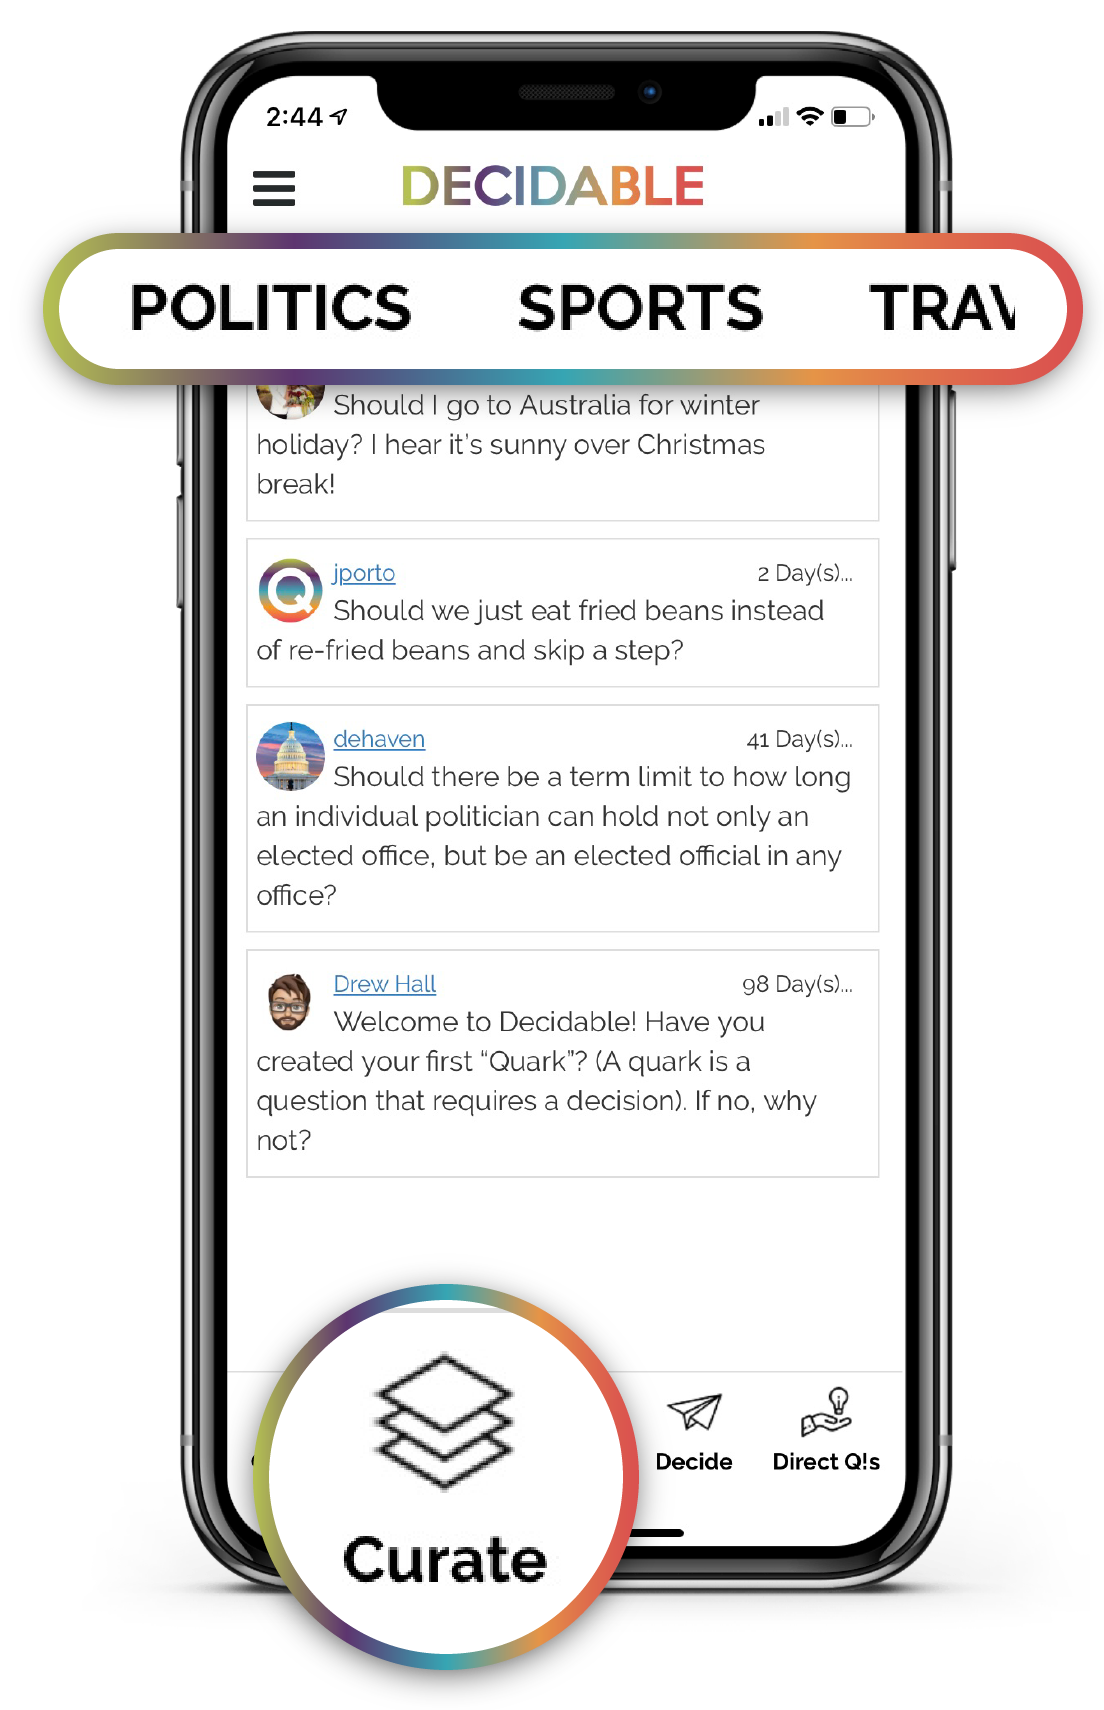 2:44
DECIDABLE
POLITICS SPORTS TRAV
Should I go to Australia for winter
holiday? I hear it's sunny over Christmas
break!
jporto 2 Day(s)...
Should we just eat fried beans instead
of re-fried beans and skip a step?
dehaven 41 Day(s)...
Should there be a term limit to how long
an individual politician can hold not only an
elected office, but be an elected official in any
office?
Drew Hall 98 Day(s)...
Welcome to Decidable! Have you
created your first “Quark”? (A quark is a
question that requires a decision). If no, why
not?
Decide Direct Q!s
Curate